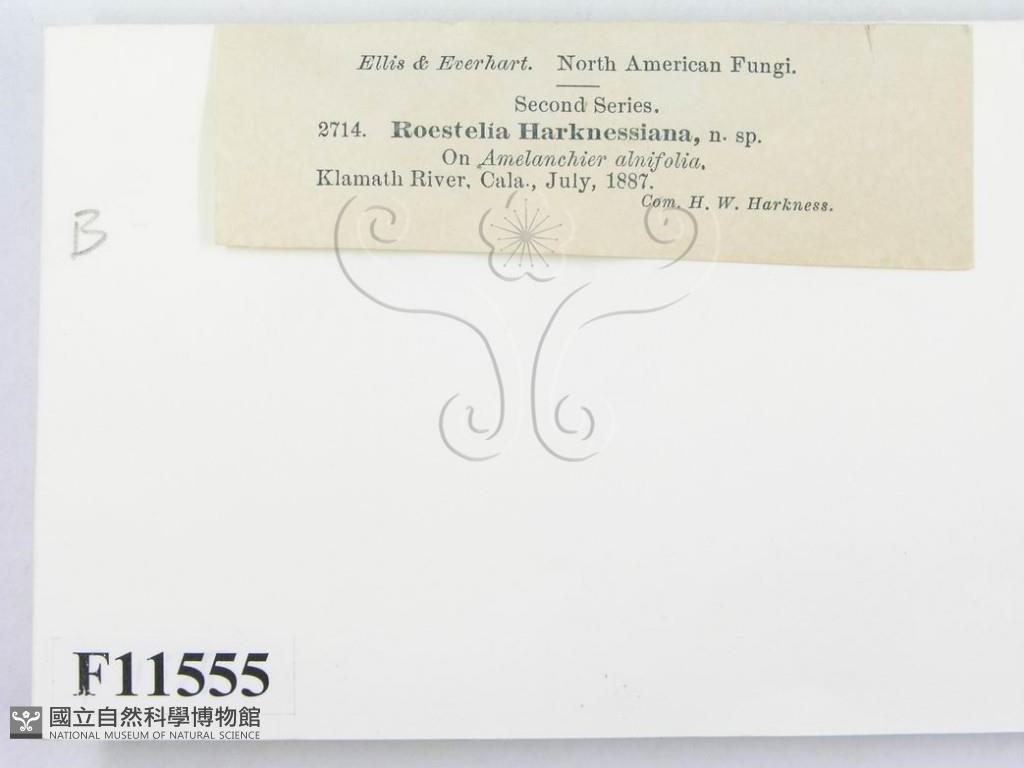 Ellis & Everhart. North American Fungi.
Second Series.
2714. Roestelia Harknessiana, n. sp.
On Amelanchier alnifolia.
Klamath River, Cala., July, 1887.
Com. H. W. Harkness.
B
F11555
國立自然科學博物館
NATIONAL MUSEUM OF NATURAL SCIENCE